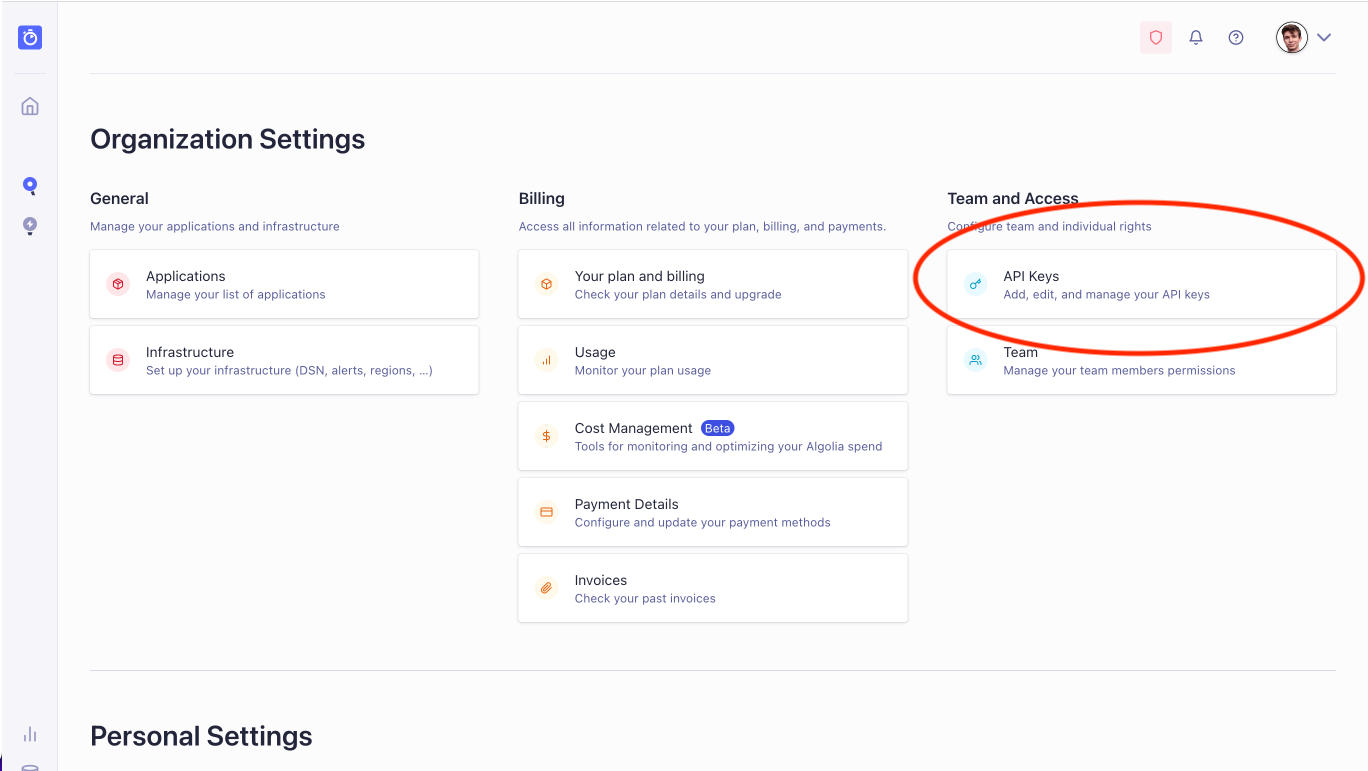 Organization Settings
General
Manage your applications and infrastructure
Applications
Manage your list of applications
Infrastructure
Set up your infrastructure (DSN, alerts, regions, ...)
Billing
Access all information related to your plan, billing, and payments.
Your plan and billing
Check your plan details and upgrade
Usage
Monitor your plan usage
Cost Management Beta
Tools for monitoring and optimizing your Algolia spend
Payment Details
Configure and update your payment methods
Invoices
Check your past invoices
Team and Access
Configure team and individual rights
API Keys
Add, edit, and manage your API keys
Team
Manage your team members permissions
Personal Settings